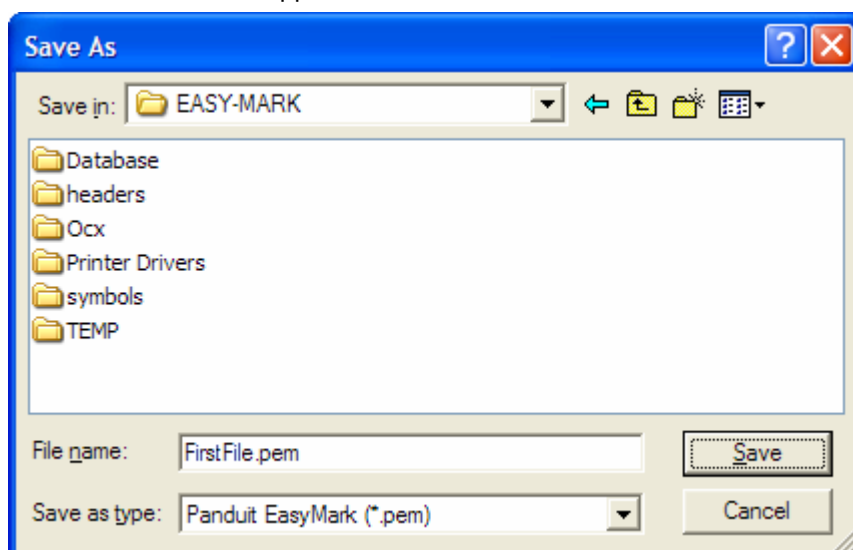 Save As
Save in: EASY-MARK
Database
headers
Ocx
Printer Drivers
symbols
TEMP
File name: FirstFile.pem Save
Save as type: Panduit EasyMark (*.pem) Cancel